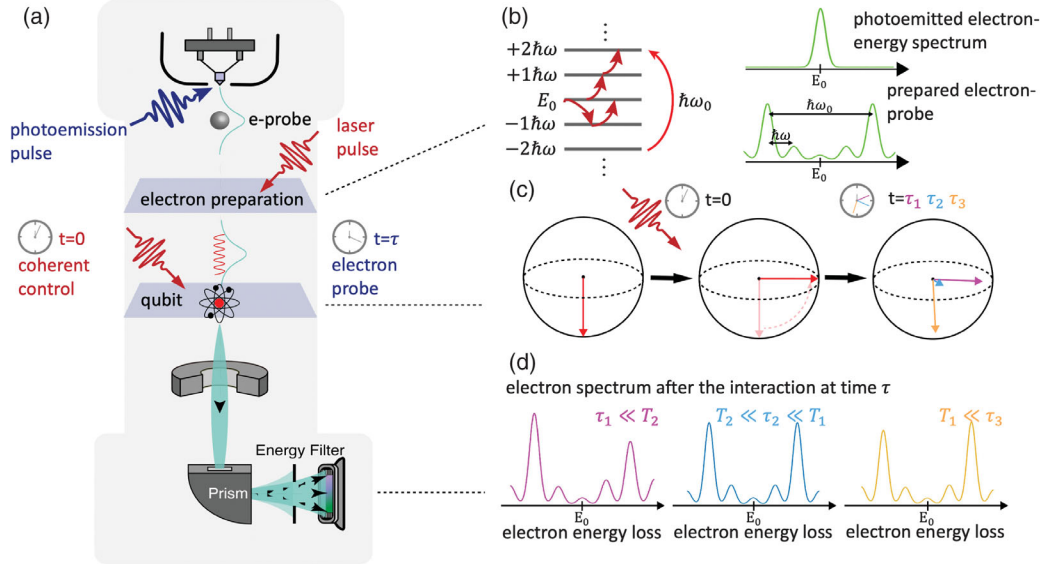 (a)
photoemission
pulse
e-probe
laser
pulse
electron preparation
t=0
coherent
control
t=τ
electron
probe
qubit
Energy Filter
Prism
(b)
⋮
+2ℏω
+1ℏω
E₀
−1ℏω
−2ℏω
⋮
ℏω₀
photoemitted electron-
energy spectrum
E₀
prepared electron-
probe
ℏω₀
ℏω
E₀
(c)
t=0
t=τ₁ τ₂ τ₃
(d)
electron spectrum after the interaction at time τ
τ₁ ≪ T₂
E₀
electron energy loss
T₂ ≪ τ₂ ≪ T₁
E₀
electron energy loss
T₁ ≪ τ₃
E₀
electron energy loss